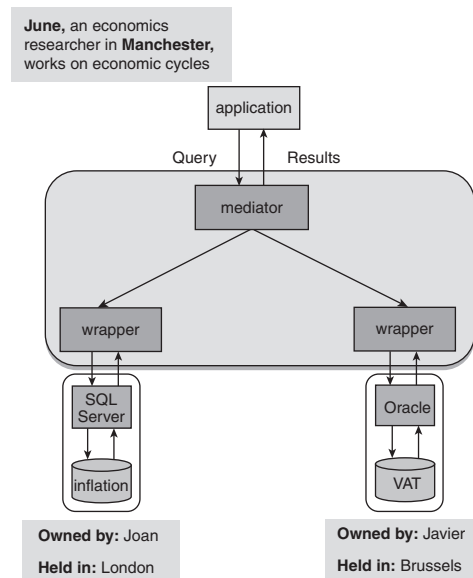 June, an economics
researcher in Manchester,
works on economic cycles
application
Query
Results
mediator
wrapper
wrapper
SQL
Server
Oracle
inflation
VAT
Owned by: Joan
Held in: London
Owned by: Javier
Held in: Brussels